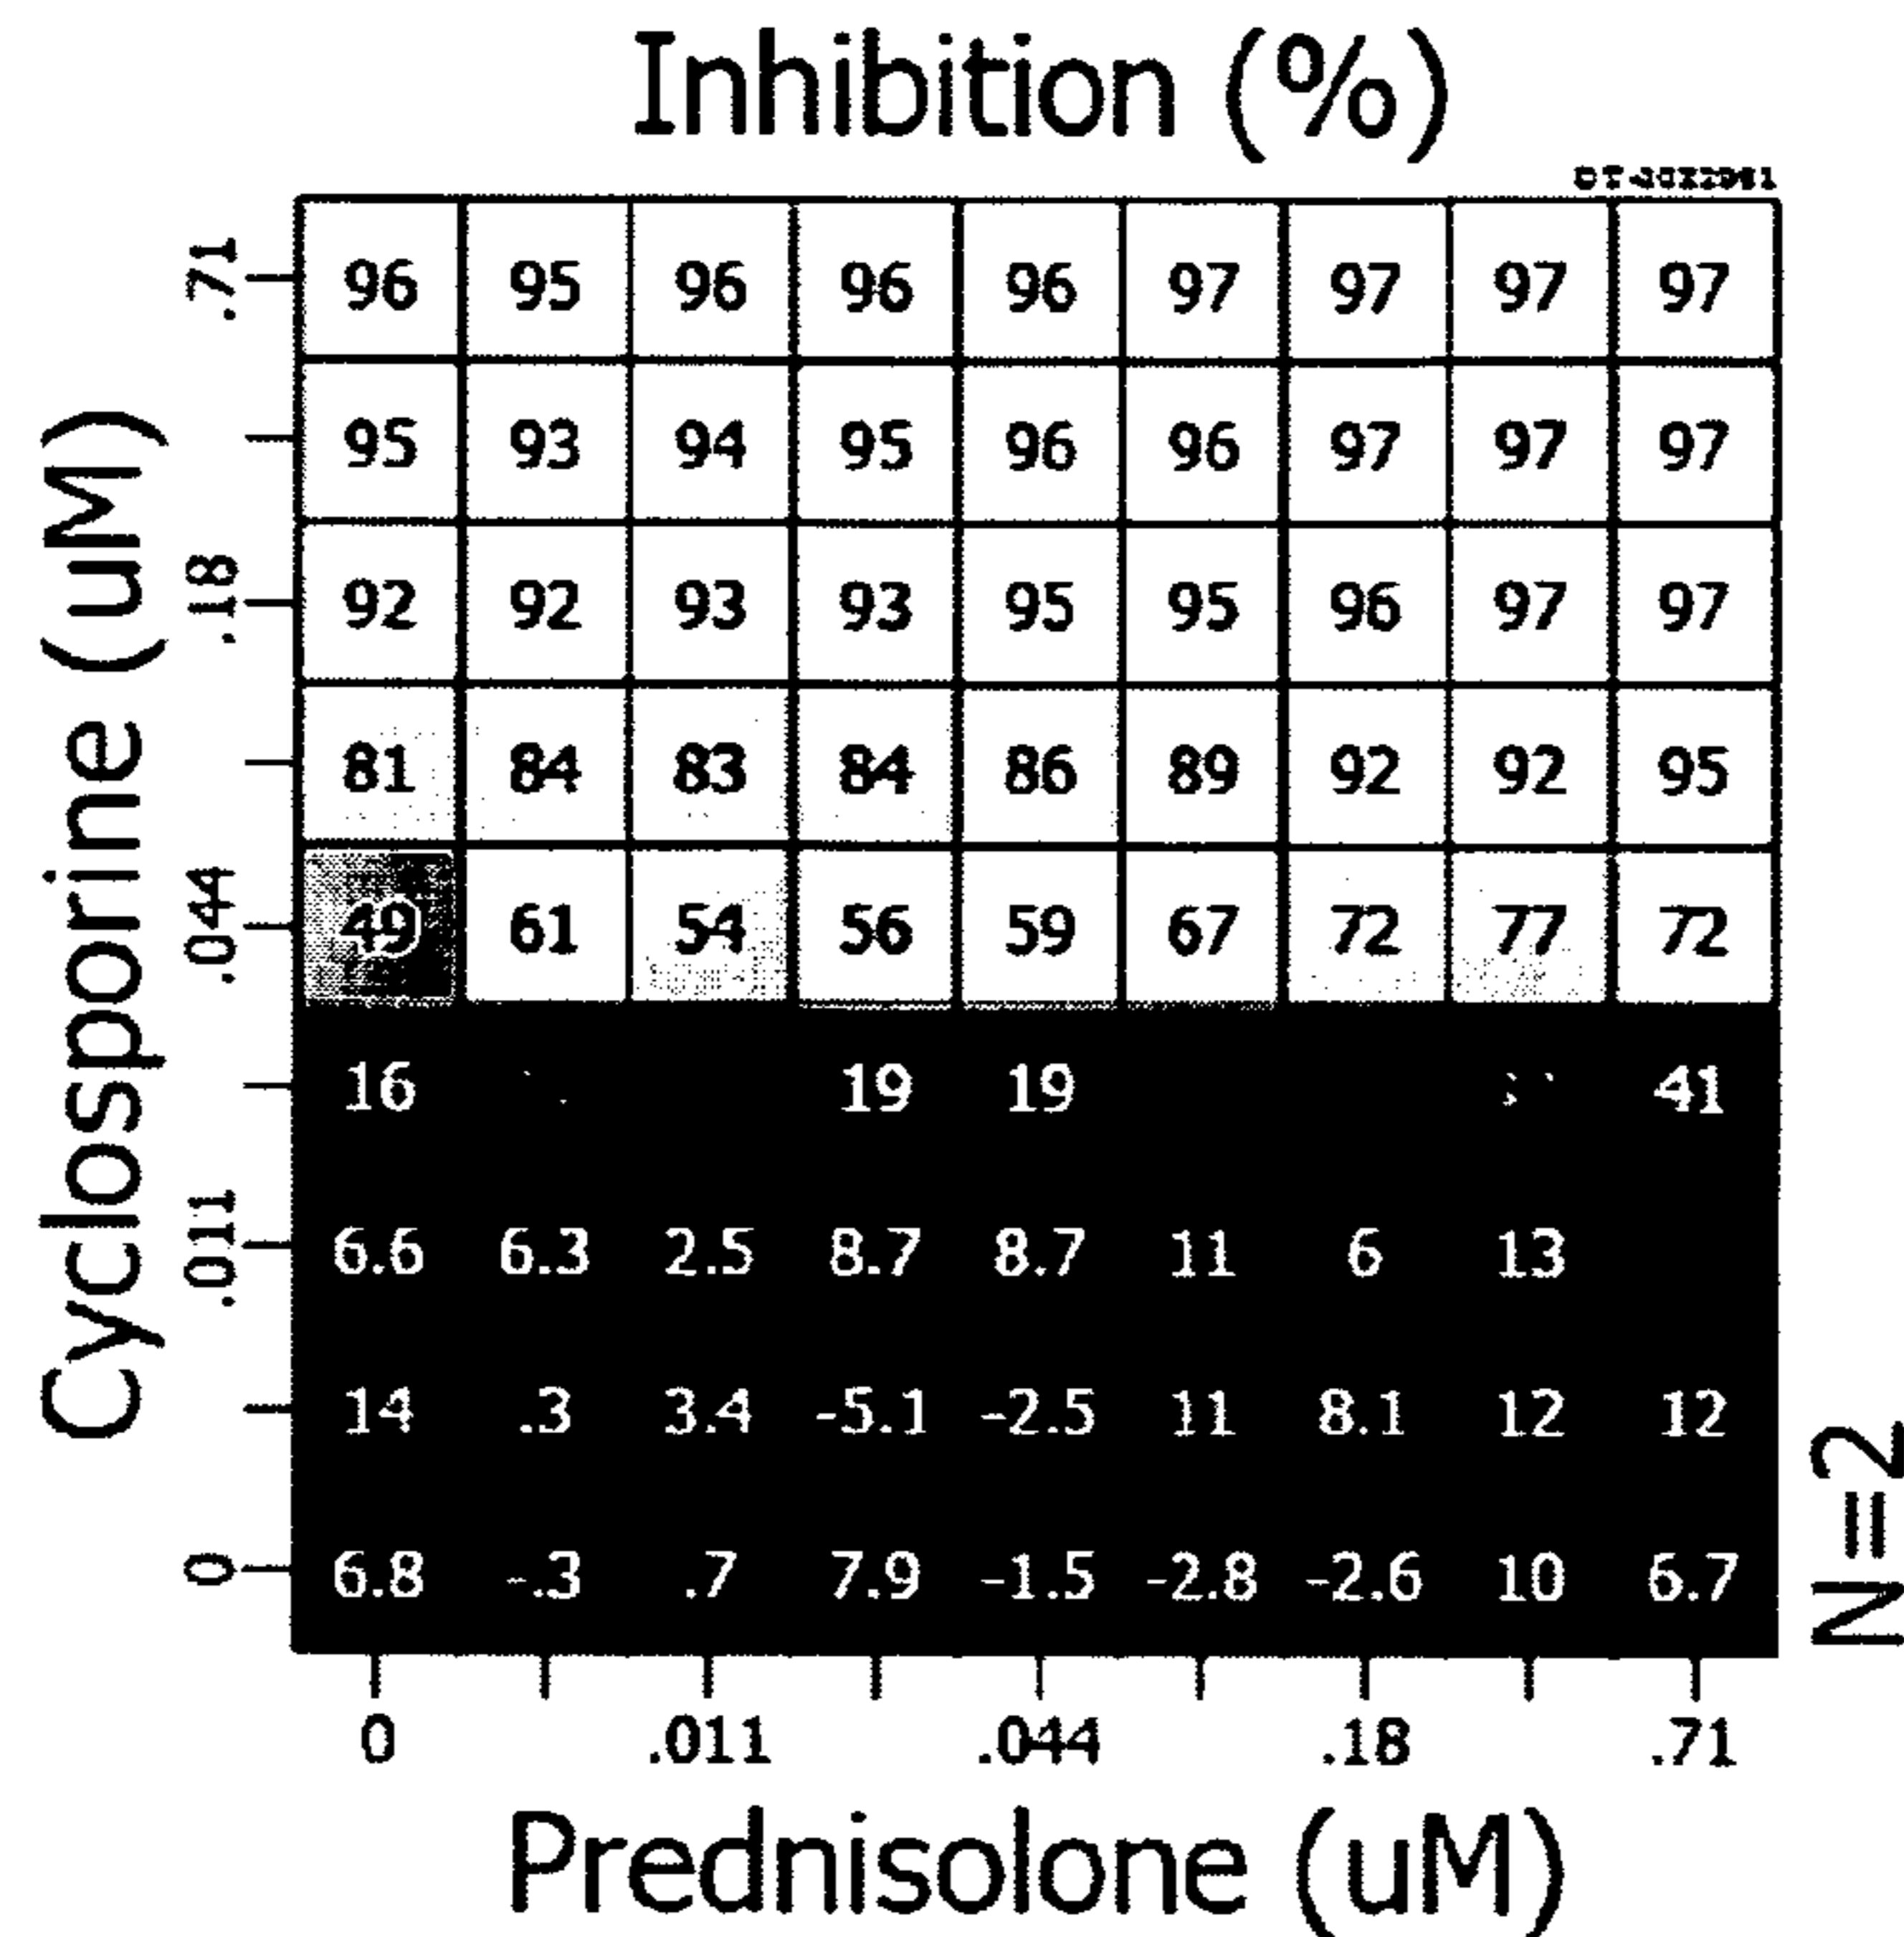 Inhibition (%)
.71 96 95 96 96 96 97 97 97 97
95 93 94 95 96 96 97 97 97
.18 92 92 93 93 95 95 96 97 97
81 84 83 84 86 89 92 92 95
.044 49 61 54 56 59 67 72 77 72
16 19 19 41
.011 6.6 6.3 2.5 8.7 8.7 11 6 13
14 .3 3.4 -5.1 -2.5 11 8.1 12 12
0 6.8 -.3 .7 7.9 -1.5 -2.8 -2.6 10 6.7
0 .011 .044 .18 .71
Prednisolone (uM)
Cyclosporine (uM)
N=2